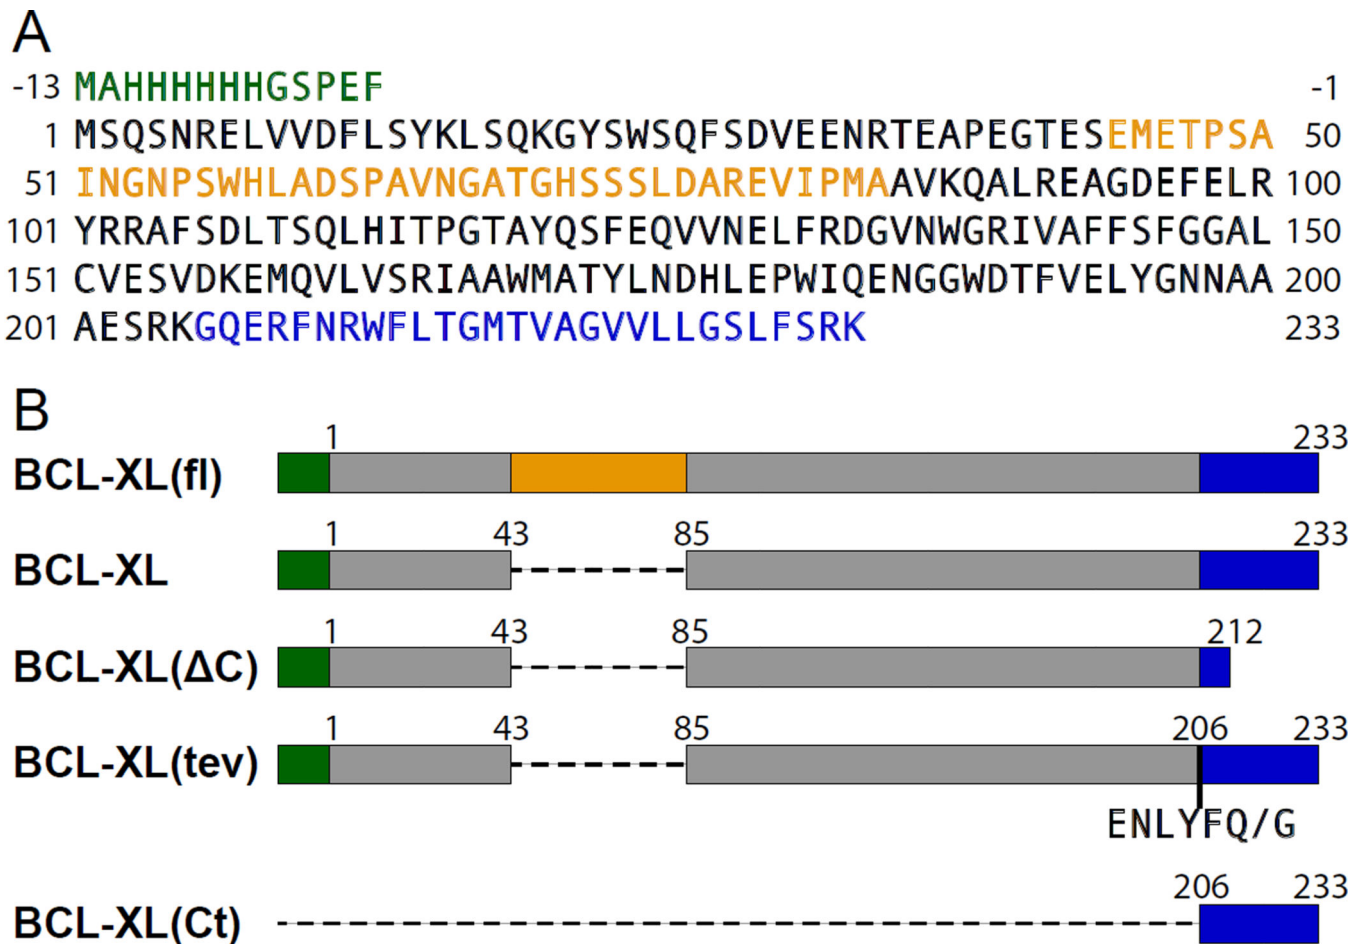 A
-13 MAHHHHHHGSPEF -1
1 MSQSNRELVVDFLSYKLSQKGYSWSQFSDVEENRTEAPEGTESEMETPSA 50
51 INGNPSWHLADSPAVNGATGHSSSLDAREVIPMAAVKQALREAGDEFELR 100
101 YRRAFSDLTSQLHITPGTAYQSFEQVVNELFRDGVNWGRIVAFFSFGGAL 150
151 CVESVDKEMQVLVSRIAAWMATYLNDHLEPWIQENGGWDTFVELYGNNAA 200
201 AESRKGQERFNRWFLTGMTVAGVVLLGSLFSRK 233
B
1 233
BCL-XL(fl)
1 43 85 233
BCL-XL
1 43 85 212
BCL-XL(ΔC)
1 43 85 206 233
BCL-XL(tev)
ENLYFQ/G
206 233
BCL-XL(Ct)